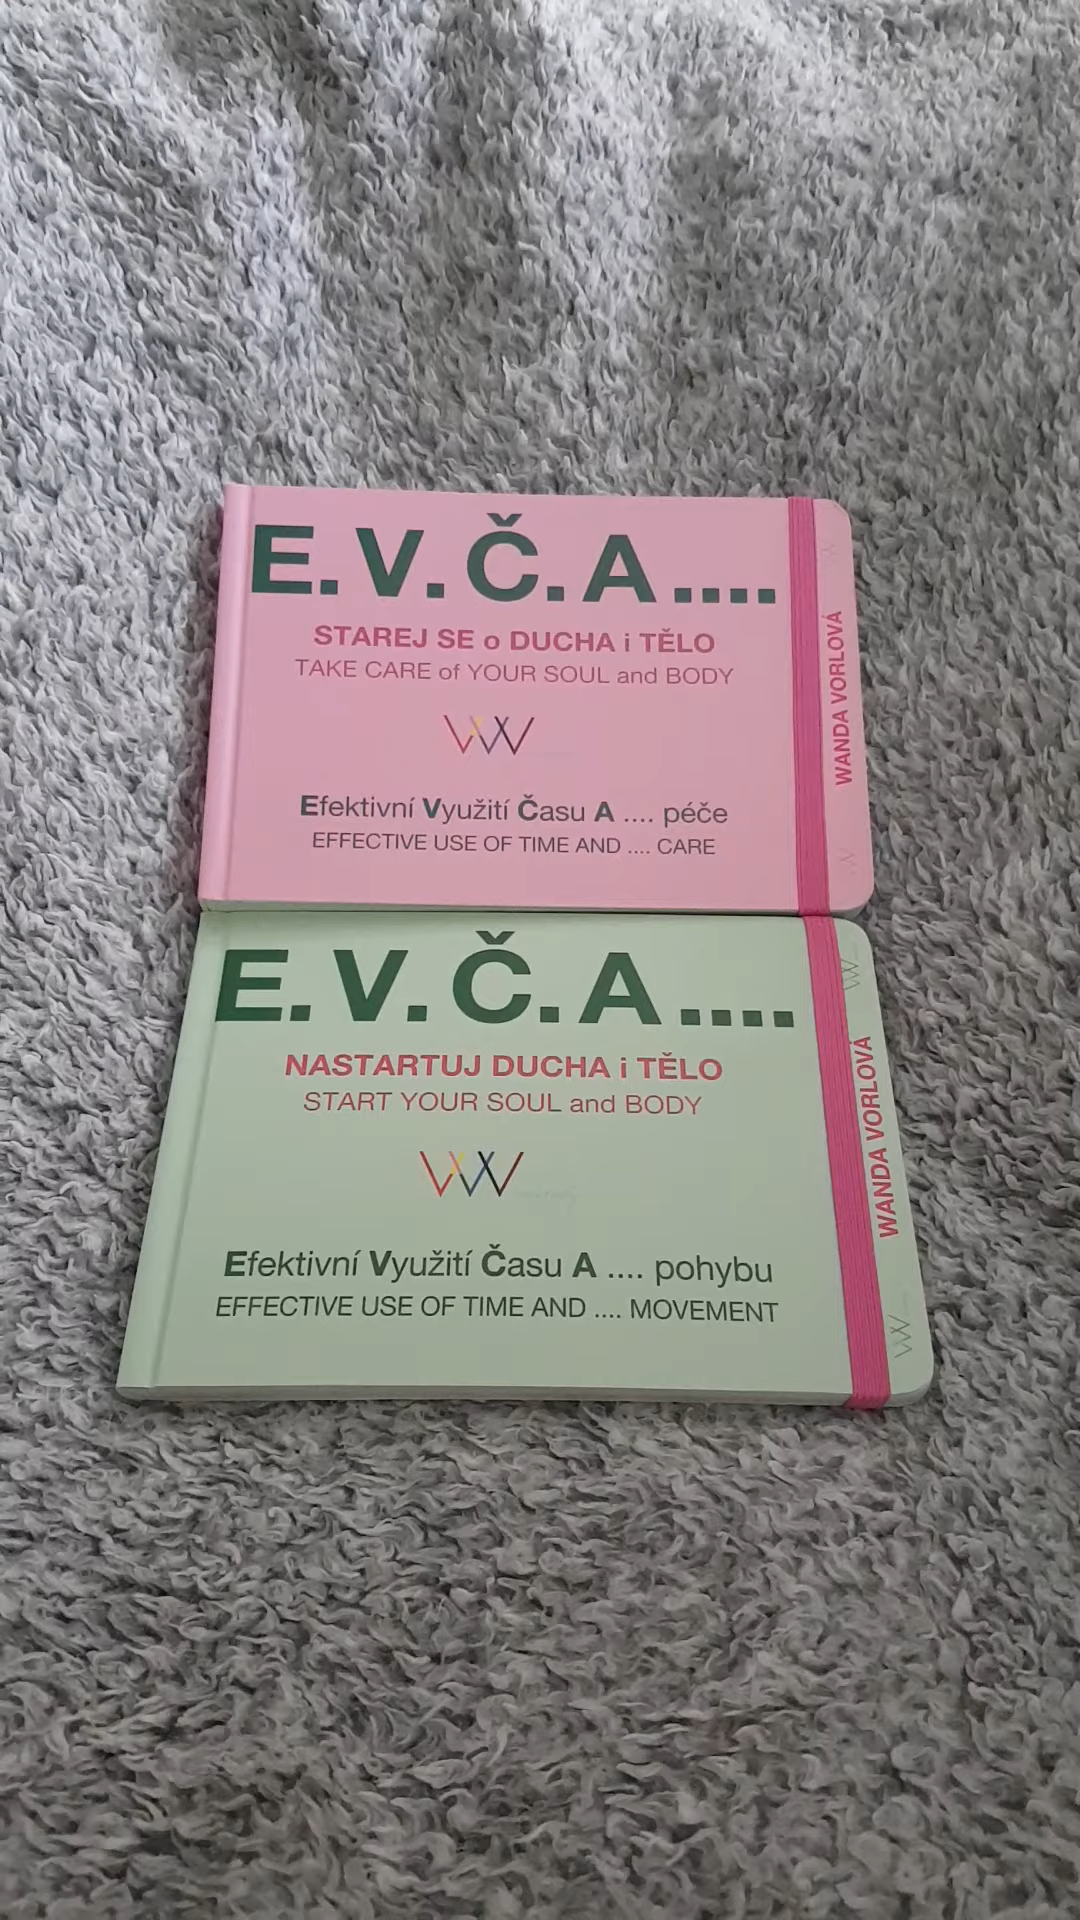 E.V.Č.A....
STAREJ SE o DUCHA i TĚLO
TAKE CARE of YOUR SOUL and BODY
Efektivní Využití Času A .... péče
EFFECTIVE USE OF TIME AND .... CARE
WANDA VORLOVÁ
E.V.Č.A....
NASTARTUJ DUCHA i TĚLO
START YOUR SOUL and BODY
Efektivní Využití Času A .... pohybu
EFFECTIVE USE OF TIME AND .... MOVEMENT
WANDA VORLOVÁ